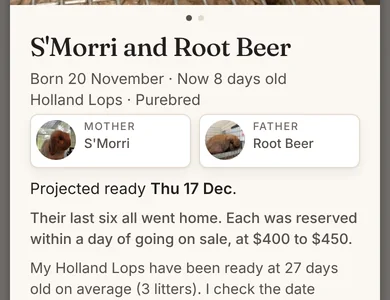 S'Morri and Root Beer
Born 20 November · Now 8 days old
Holland Lops · Purebred
MOTHER
S'Morri
FATHER
Root Beer
Projected ready Thu 17 Dec.
Their last six all went home. Each was reserved
within a day of going on sale, at $400 to $450.
My Holland Lops have been ready at 27 days
old on average (3 litters). I check the date